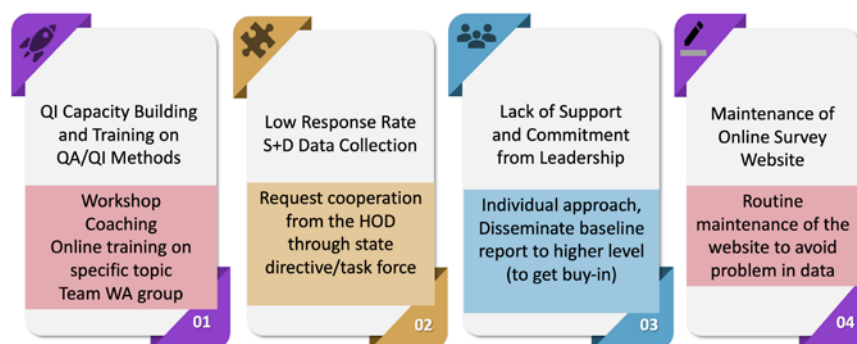 QI Capacity Building
and Training on
QA/QI Methods
Workshop
Coaching
Online training on
specific topic
Team WA group
01
Low Response Rate
S+D Data Collection
Request cooperation
from the HOD
through state
directive/task force
02
Lack of Support
and Commitment
from Leadership
Individual approach,
Disseminate baseline
report to higher level
(to get buy-in)
03
Maintenance of
Online Survey
Website
Routine
maintenance of the
website to avoid
problem in data
04